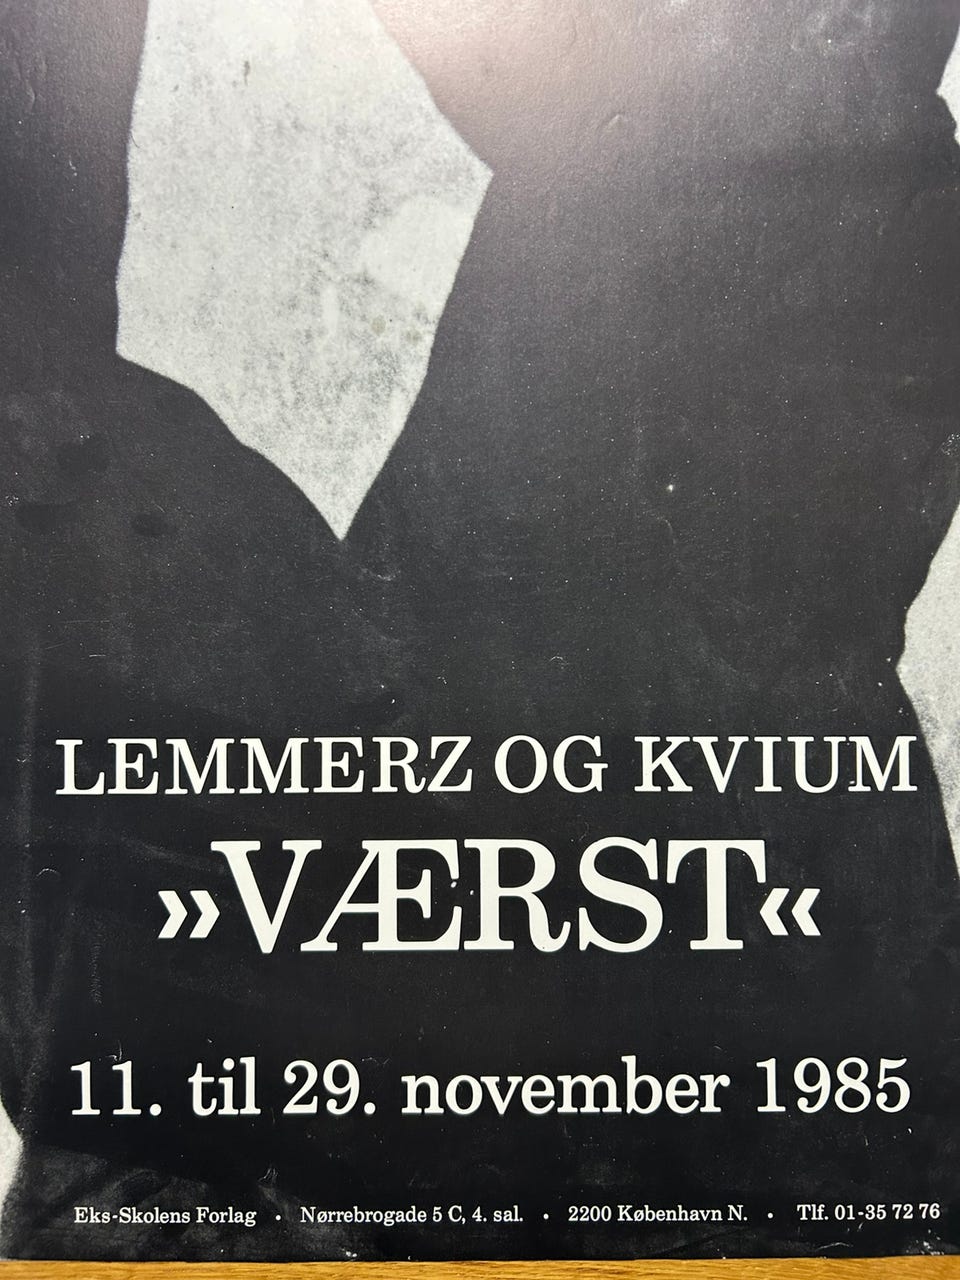 LEMMERZ OG KVIUM
»VÆRST«
11. til 29. november 1985
Eks-Skolens Forlag • Nørrebrogade 5 C, 4. sal. • 2200 København N. • Tlf. 01-35 72 76